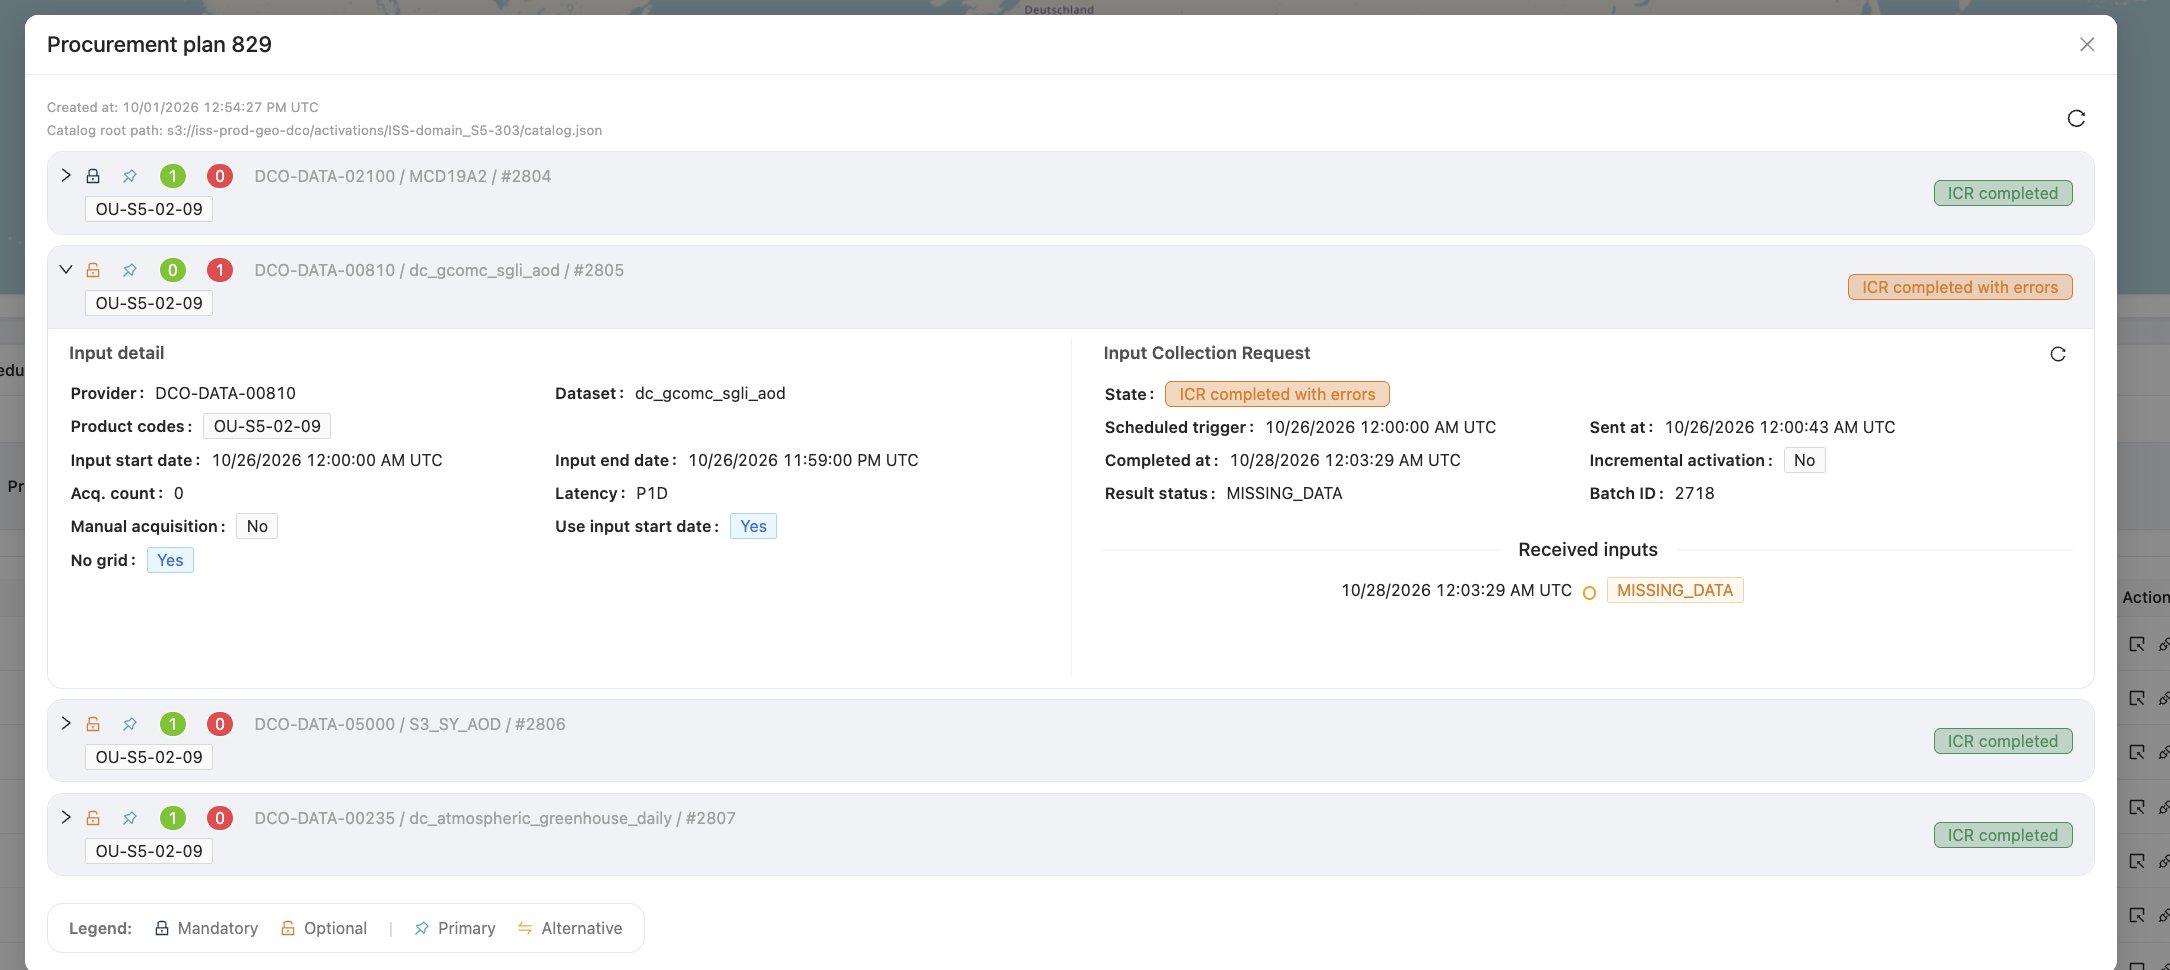 Deutschland
Procurement plan 829
Created at: 10/01/2026 12:54:27 PM UTC
Catalog root path: s3://iss-prod-geo-dco/activations/ISS-domain_S5-303/catalog.json
1 0 DCO-DATA-02100 / MCD19A2 / #2804
OU-S5-02-09
ICR completed
0 1 DCO-DATA-00810 / dc_gcomc_sgli_aod / #2805
OU-S5-02-09
ICR completed with errors
Input detail
Provider: DCO-DATA-00810 Dataset: dc_gcomc_sgli_aod
Product codes: OU-S5-02-09
Input start date: 10/26/2026 12:00:00 AM UTC Input end date: 10/26/2026 11:59:00 PM UTC
Acq. count: 0 Latency: P1D
Manual acquisition: No Use input start date: Yes
No grid: Yes
Input Collection Request
State: ICR completed with errors
Scheduled trigger: 10/26/2026 12:00:00 AM UTC Sent at: 10/26/2026 12:00:43 AM UTC
Completed at: 10/28/2026 12:03:29 AM UTC Incremental activation: No
Result status: MISSING_DATA Batch ID: 2718
Received inputs
10/28/2026 12:03:29 AM UTC MISSING_DATA
1 0 DCO-DATA-05000 / S3_SY_AOD / #2806
OU-S5-02-09
ICR completed
1 0 DCO-DATA-00235 / dc_atmospheric_greenhouse_daily / #2807
OU-S5-02-09
ICR completed
Legend: Mandatory Optional | Primary Alternative
Action